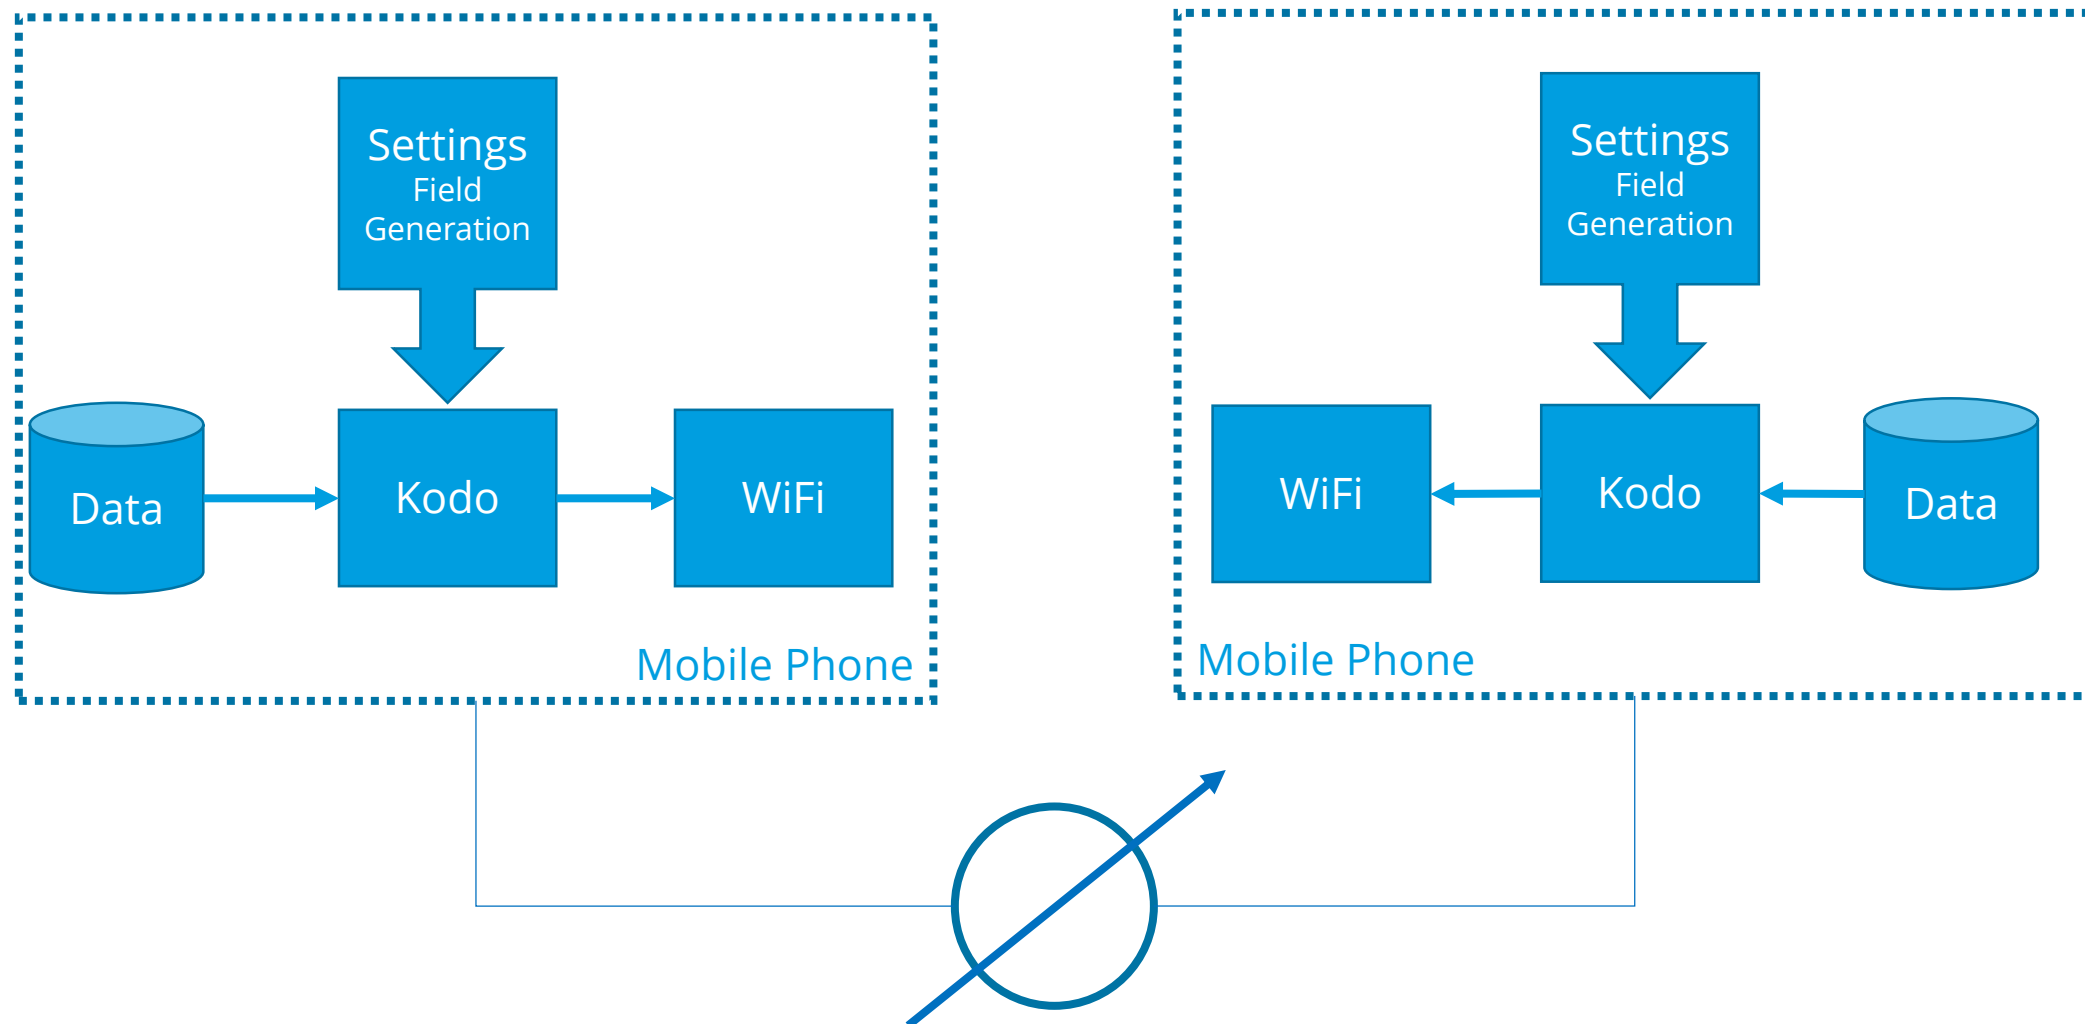 Settings
Field
Generation
Data
Kodo
WiFi
Mobile Phone
Settings
Field
Generation
WiFi
Kodo
Data
Mobile Phone